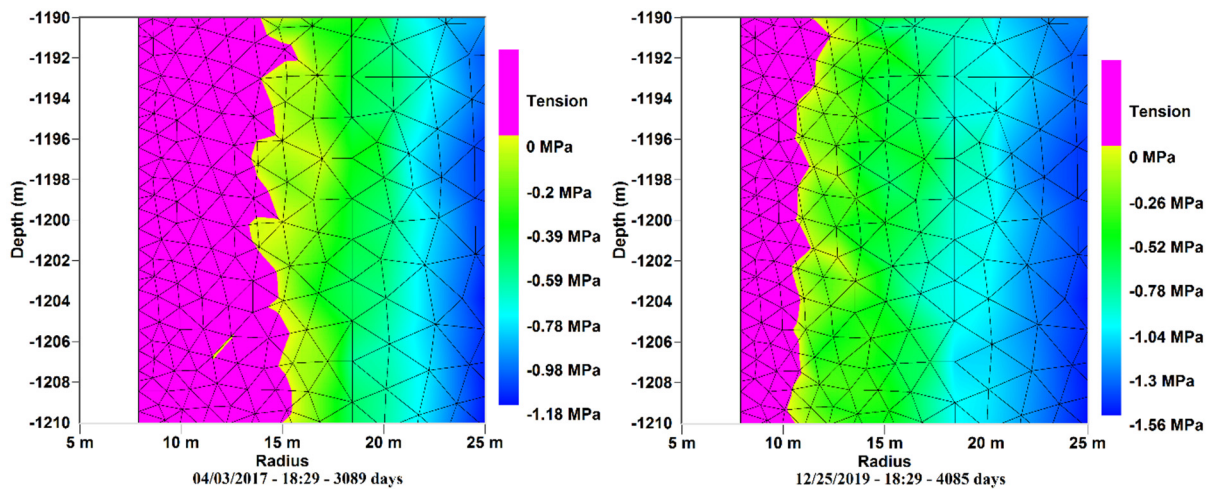 -1190
-1192
-1194
-1196
-1198
-1200
-1202
-1204
-1206
-1208
-1210
Depth (m)
5 m 10 m 15 m 20 m 25 m
Radius
04/03/2017 - 18:29 - 3089 days
Tension
0 MPa
-0.2 MPa
-0.39 MPa
-0.59 MPa
-0.78 MPa
-0.98 MPa
-1.18 MPa
-1190
-1192
-1194
-1196
-1198
-1200
-1202
-1204
-1206
-1208
-1210
Depth (m)
5 m 10 m 15 m 20 m 25 m
Radius
12/25/2019 - 18:29 - 4085 days
Tension
0 MPa
-0.26 MPa
-0.52 MPa
-0.78 MPa
-1.04 MPa
-1.3 MPa
-1.56 MPa